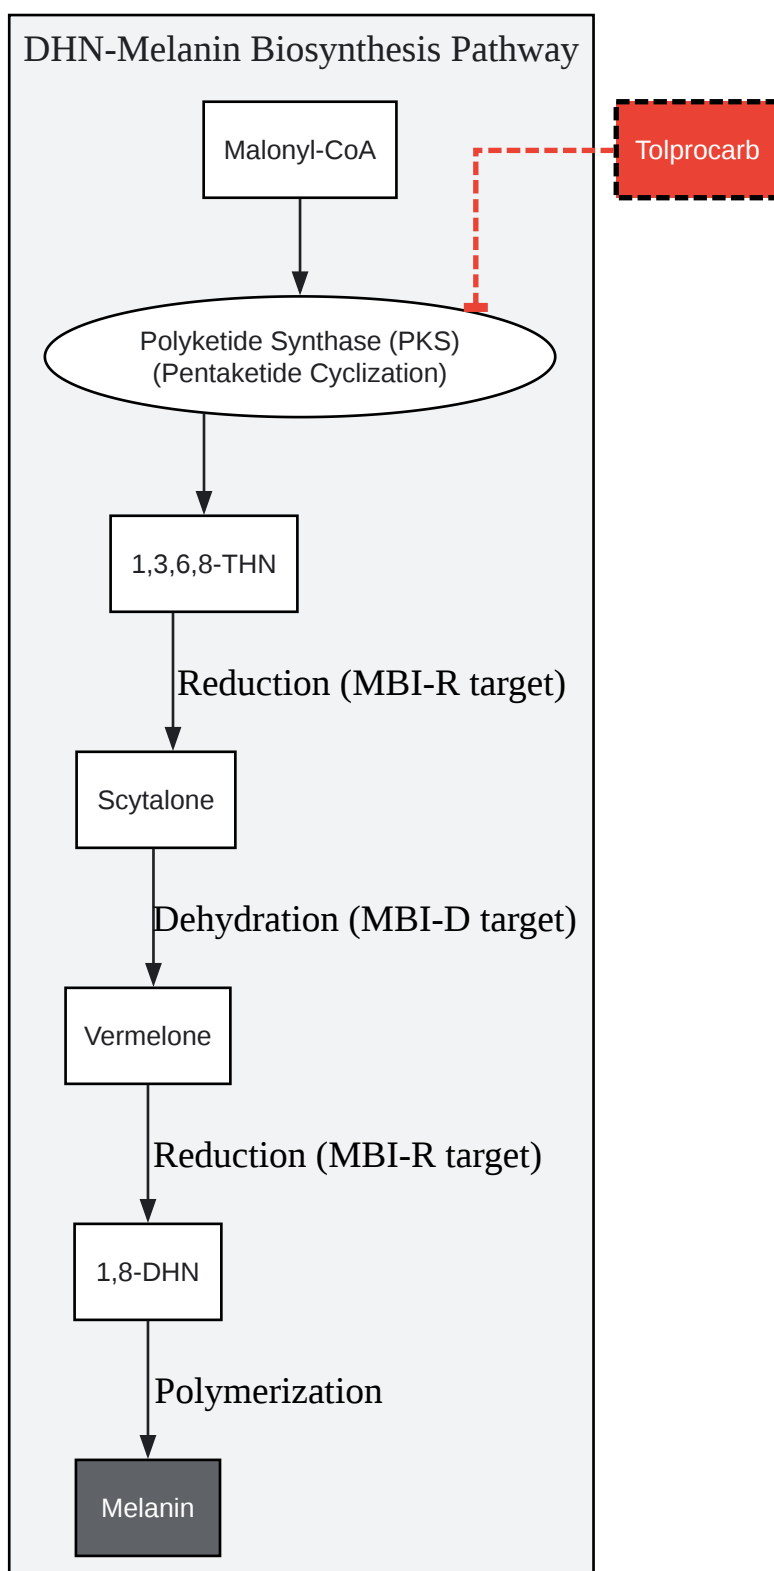 DHN-Melanin Biosynthesis Pathway
Malonyl-CoA
Tolprocarb
Polyketide Synthase (PKS)
(Pentaketide Cyclization)
1,3,6,8-THN
Reduction (MBI-R target)
Scytalone
Dehydration (MBI-D target)
Vermelone
Reduction (MBI-R target)
1,8-DHN
Polymerization
Melanin